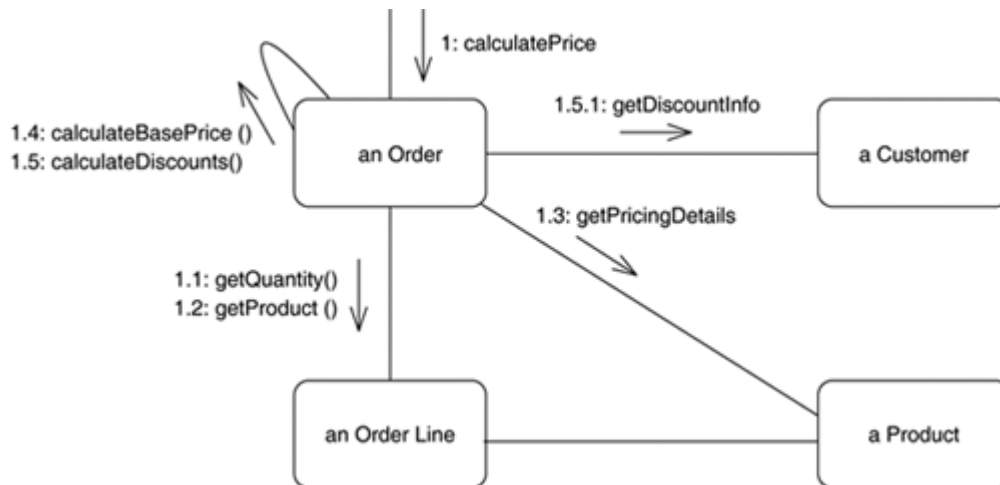 1: calculatePrice
1.5.1: getDiscountInfo
1.4: calculateBasePrice ()
1.5: calculateDiscounts()
an Order
a Customer
1.3: getPricingDetails
1.1: getQuantity()
1.2: getProduct ()
an Order Line
a Product